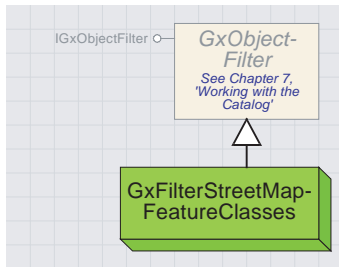 IGxObjectFilter
GxObject-
Filter
See Chapter 7,
'Working with the
Catalog'
GxFilterStreetMap-
FeatureClasses